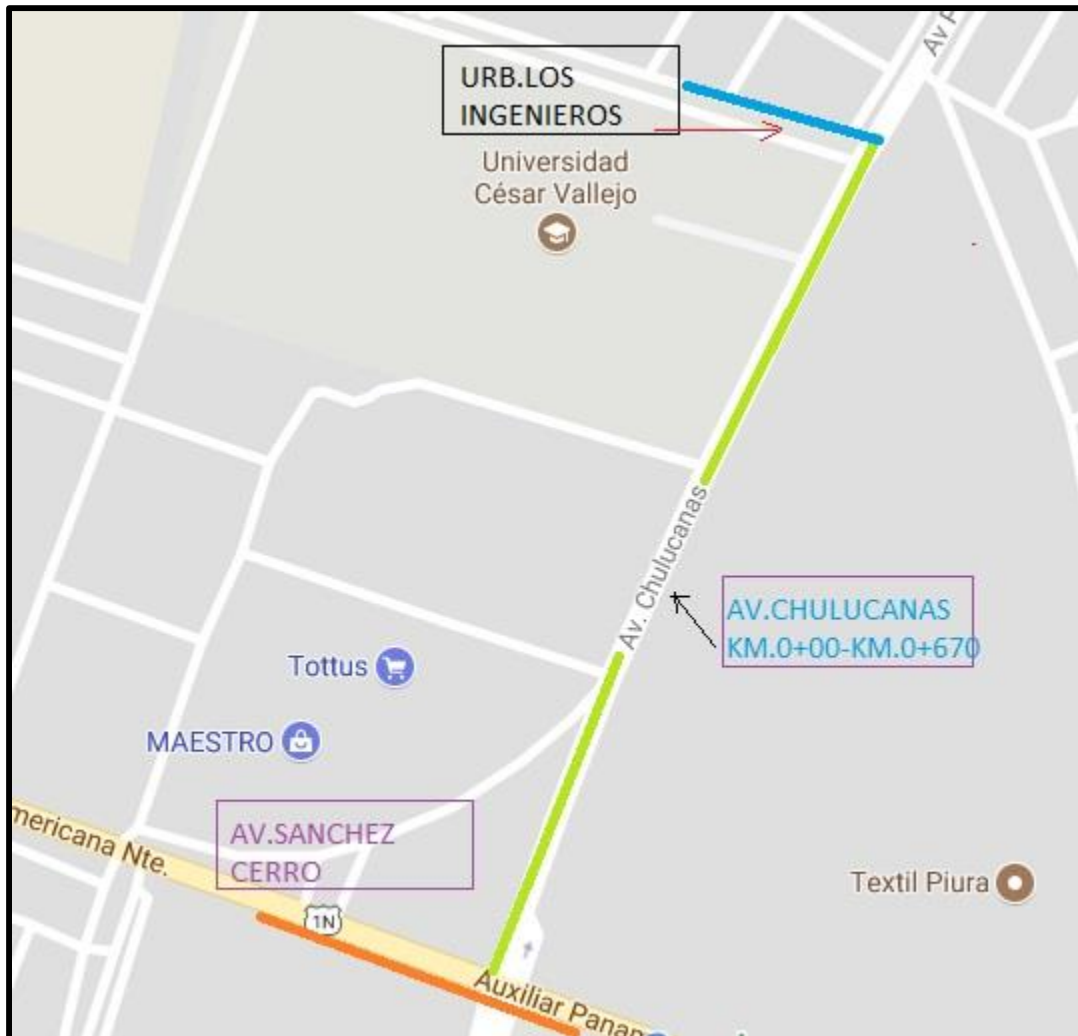 Av P
URB.LOS
INGENIEROS
Universidad
César Vallejo
Av. Chulucanas
AV.CHULUCANAS
KM.0+00-KM.0+670
Tottus
MAESTRO
AV.SANCHEZ
CERRO
mericana Nte.
1N
Textil Piura
Auxiliar Panan